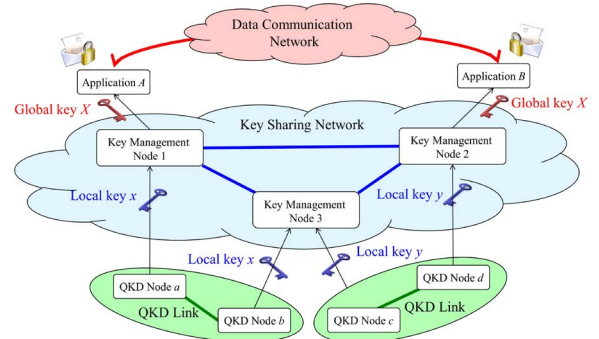 Data Communication
Network
Application A
Application B
Global key X
Global key X
Key Sharing Network
Key Management
Node 1
Key Management
Node 2
Local key x
Local key y
Key Management
Node 3
Local key x
Local key y
QKD Node a
QKD Node d
QKD Link
QKD Link
QKD Node b
QKD Node c